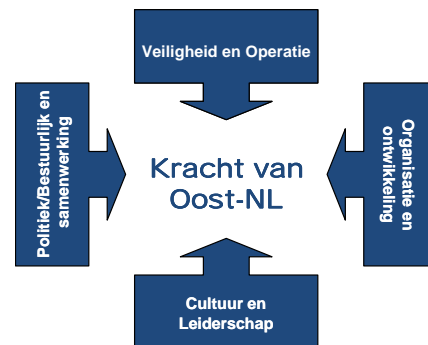 Veiligheid en Operatie
Politiek/Bestuurlijk en
samenwerking
Kracht van
Oost-NL
Organisatie en
ontwikkeling
Cultuur en
Leiderschap